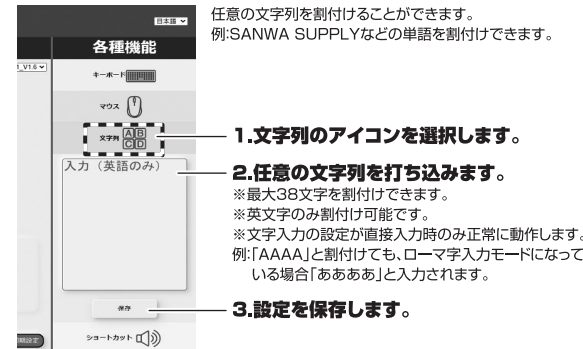 日本語
各種機能
1_V1.6
キーボード
マウス
文字列
A B
C D
入力（英語のみ）
保存
初期設定
ショートカット
任意の文字列を割付けることができます。
例:SANWA SUPPLYなどの単語を割付けできます。
1.文字列のアイコンを選択します。
2.任意の文字列を打ち込みます。
※最大38文字を割付けできます。
※英文字のみ割付け可能です。
※文字入力の設定が直接入力時のみ正常に動作します。
例:「AAAA」と割付けても、ローマ字入力モードになって
いる場合「ああああ」と入力されます。
3.設定を保存します。